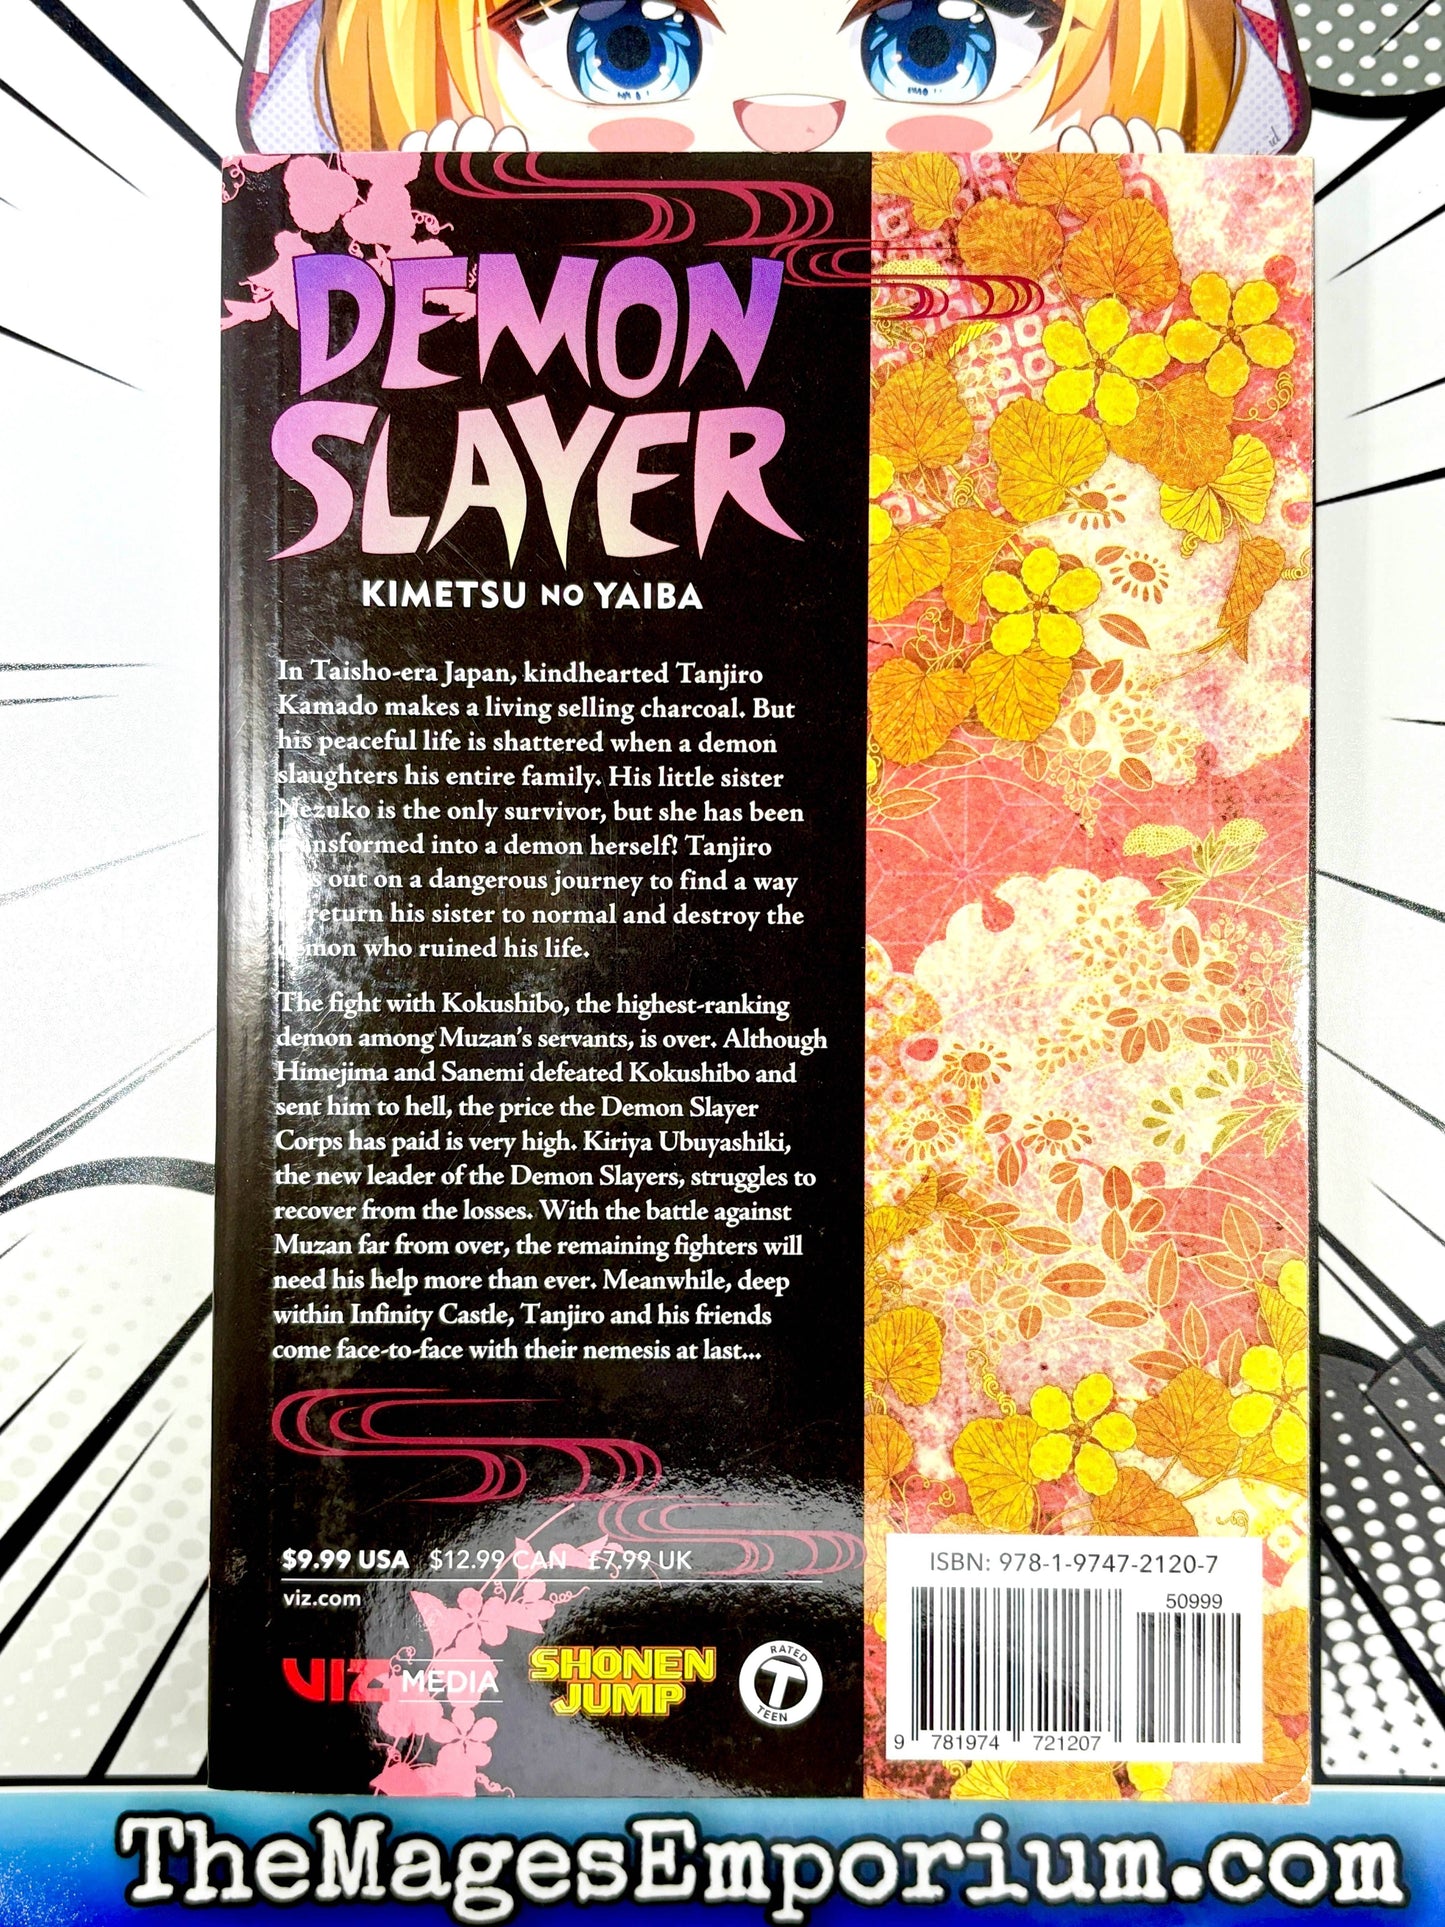 DEMON
SLAYER
KIMETSU NO YAIBA
In Taisho-era Japan, kindhearted Tanjiro
Kamado makes a living selling charcoal. But
his peaceful life is shattered when a demon
slaughters his entire family. His little sister
Nezuko is the only survivor, but she has been
transformed into a demon herself! Tanjiro
out on a dangerous journey to find a way
return his sister to normal and destroy the
demon who ruined his life.
The fight with Kokushibo, the highest-ranking
demon among Muzan's servants, is over. Although
Himejima and Sanemi defeated Kokushibo and
sent him to hell, the price the Demon Slayer
Corps has paid is very high. Kiriya Ubuyashiki,
the new leader of the Demon Slayers, struggles to
recover from the losses. With the battle against
Muzan far from over, the remaining fighters will
need his help more than ever. Meanwhile, deep
within Infinity Castle, Tanjiro and his friends
come face-to-face with their nemesis at last...
$9.99 USA $12.99 CAN £7.99 UK
viz.com
VIZ MEDIA
SHONEN
JUMP
RATED
T
TEEN
ISBN: 978-1-9747-2120-7
50999
9 781974 721207
TheMagesEmporium.com